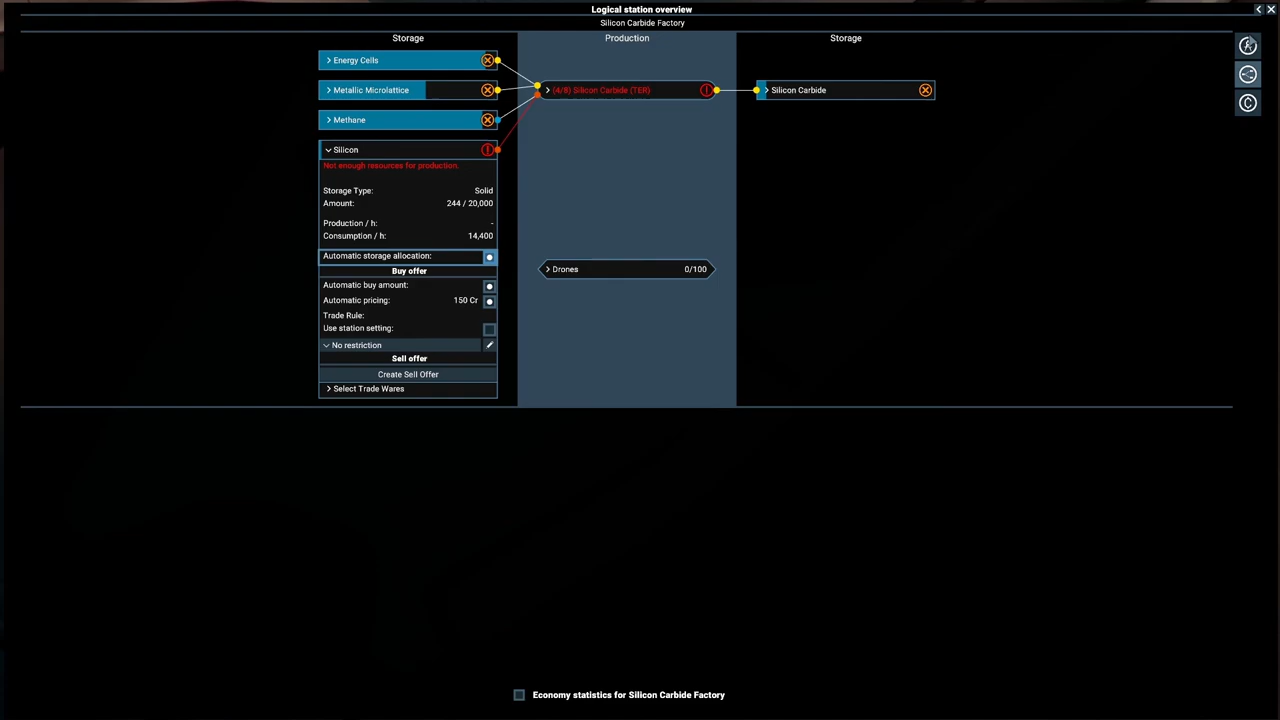 Logical station overview
Silicon Carbide Factory
Storage
Production
Storage
Energy Cells
Metallic Microlattice
(4/8) Silicon Carbide (TER)
Silicon Carbide
Methane
Silicon
Not enough resources for production.
Storage Type: Solid
Amount: 244 / 20,000
Production / h: -
Consumption / h: 14,400
Automatic storage allocation:
Buy offer
Automatic buy amount:
Automatic pricing: 150 Cr
Trade Rule:
Use station setting:
No restriction
Sell offer
Create Sell Offer
Select Trade Wares
Drones 0/100
Economy statistics for Silicon Carbide Factory